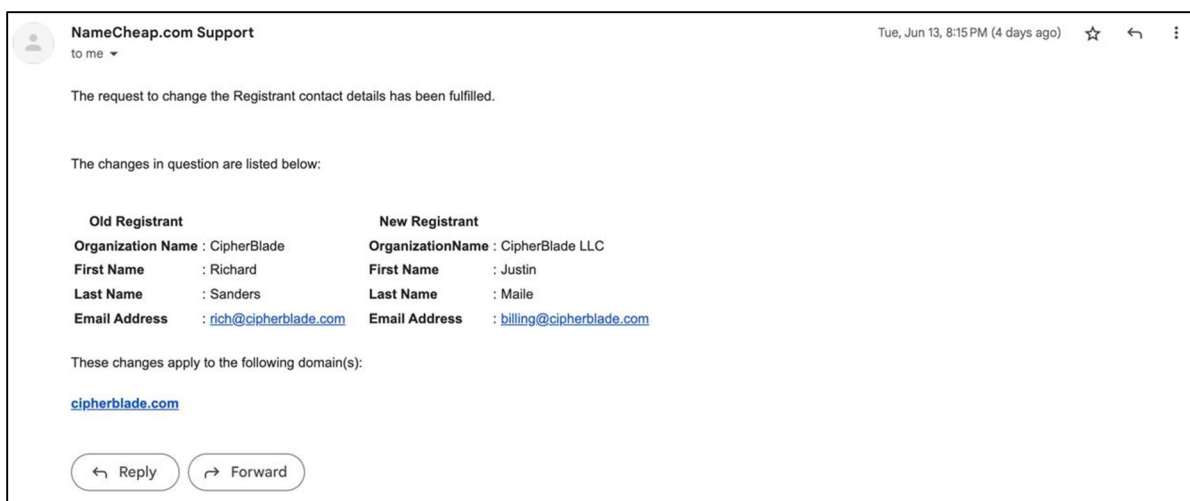 NameCheap.com Support Tue, Jun 13, 8:15 PM (4 days ago)
to me
The request to change the Registrant contact details has been fulfilled.
The changes in question are listed below:
Old Registrant New Registrant
Organization Name : CipherBlade OrganizationName : CipherBlade LLC
First Name : Richard First Name : Justin
Last Name : Sanders Last Name : Maile
Email Address : rich@cipherblade.com Email Address : billing@cipherblade.com
These changes apply to the following domain(s):
cipherblade.com
Reply Forward